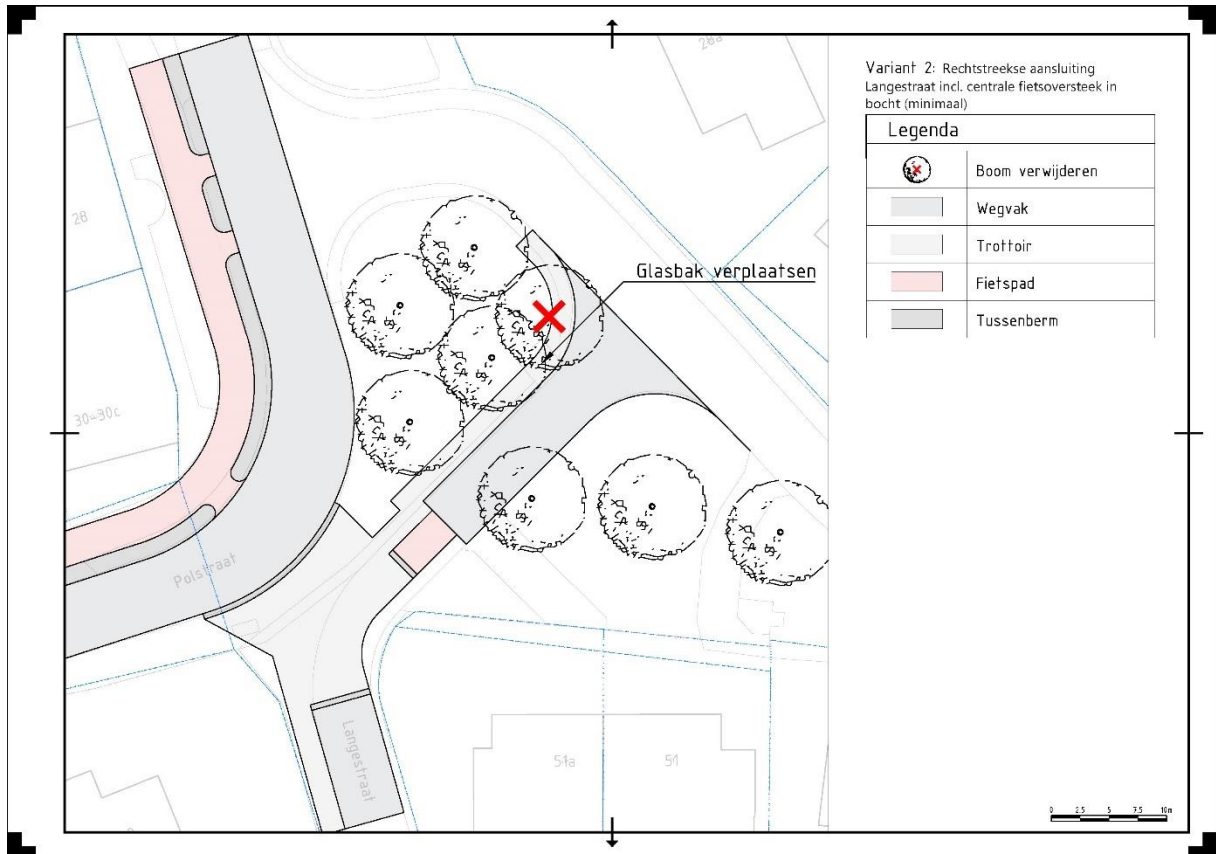 28a
Variant 2: Rechtstreekse aansluiting
Langestraat incl. centrale fietsoversteek in
bocht (minimaal)
Legenda
Boom verwijderen
Wegvak
Trottoir
Fietspad
Tussenberm
28
Glasbak verplaatsen
30-30c
Polstraat
Langestraat
51a
51
0 2.5 5 7.5 10m